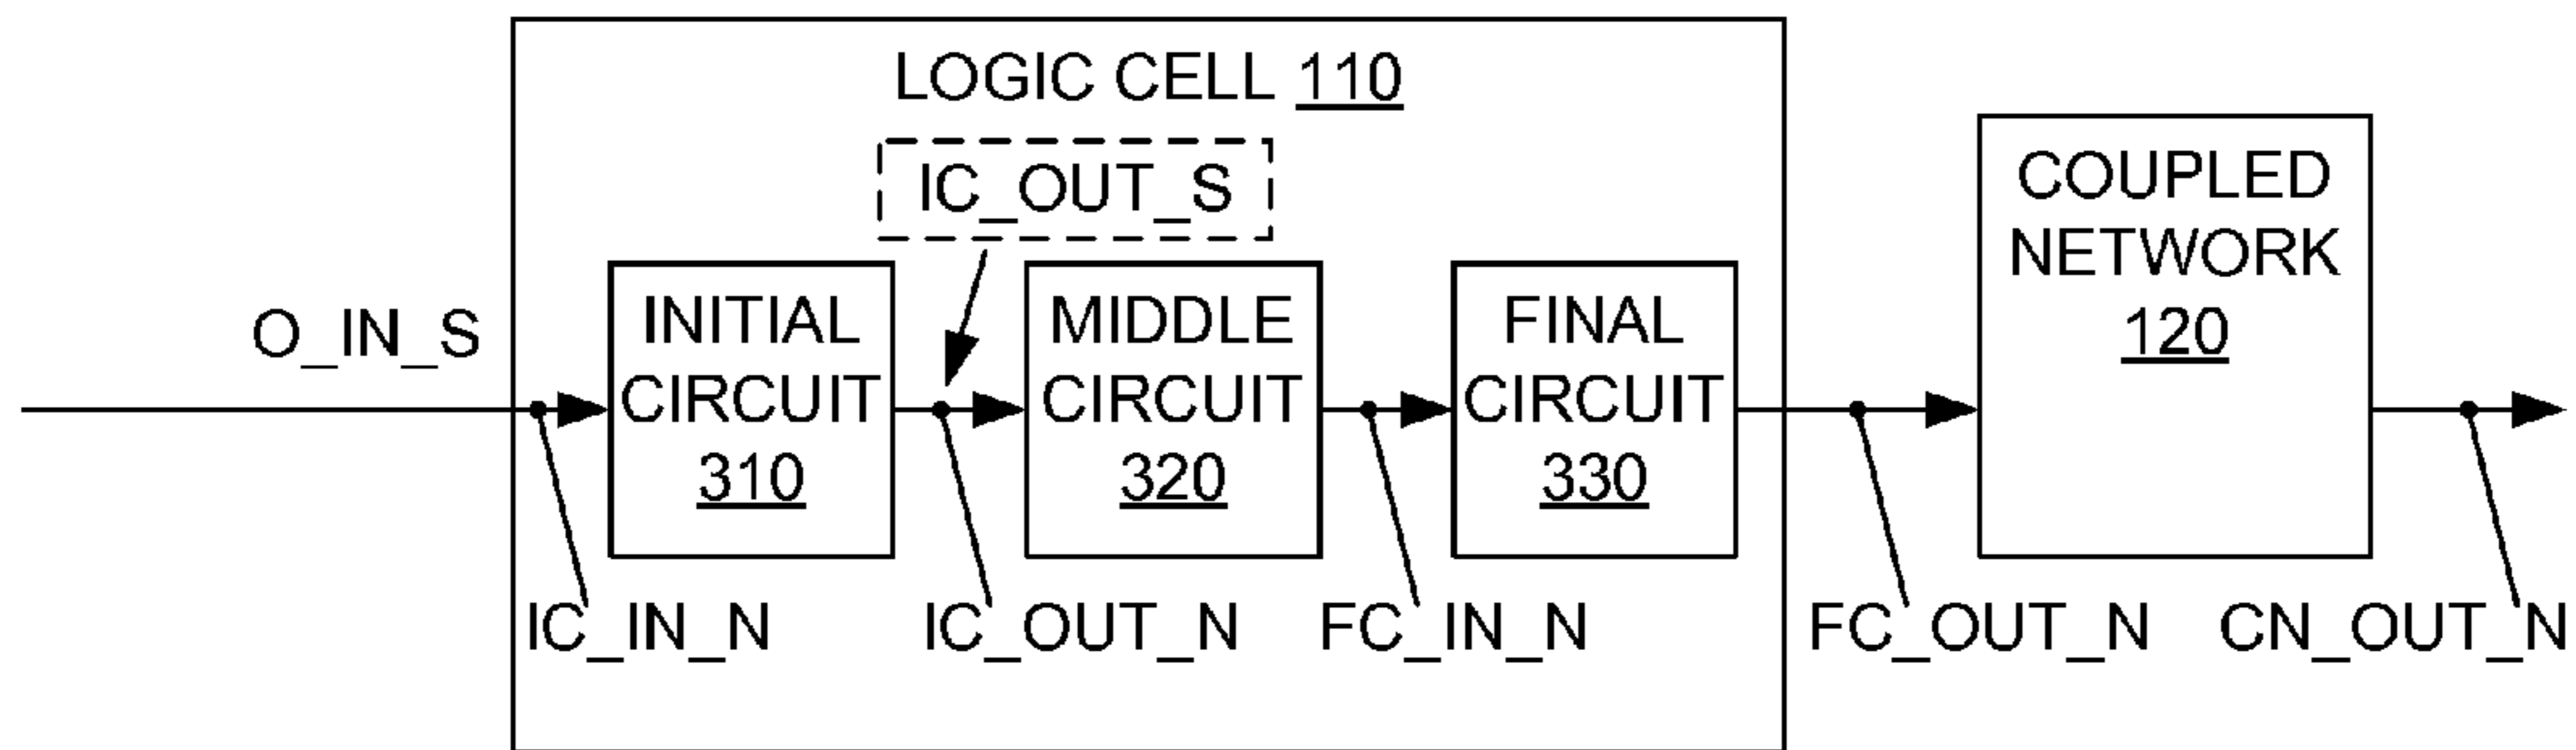 LOGIC CELL 110
IC_OUT_S
O_IN_S
INITIAL
CIRCUIT
310
MIDDLE
CIRCUIT
320
FINAL
CIRCUIT
330
COUPLED
NETWORK
120
IC_IN_N
IC_OUT_N
FC_IN_N
FC_OUT_N
CN_OUT_N